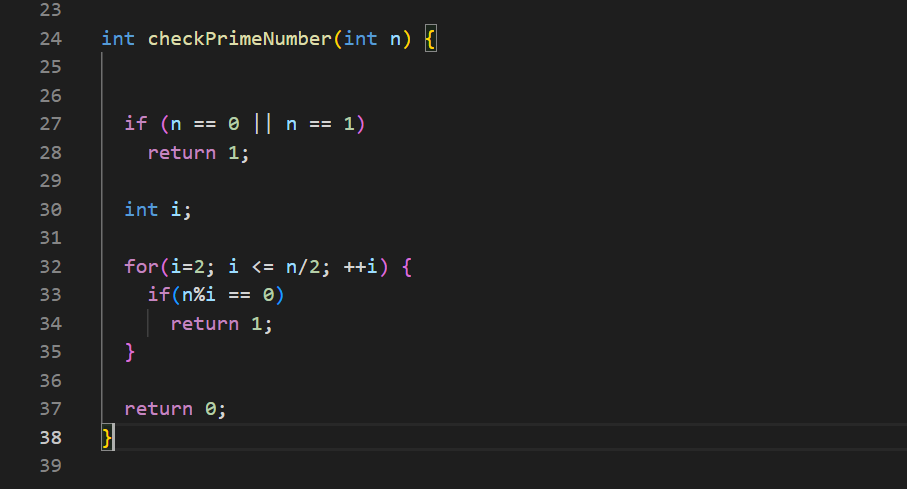 23
24 int checkPrimeNumber(int n) {
25
26
27 if (n == 0 || n == 1)
28 return 1;
29
30 int i;
31
32 for(i=2; i <= n/2; ++i) {
33 if(n%i == 0)
34 return 1;
35 }
36
37 return 0;
38 }
39